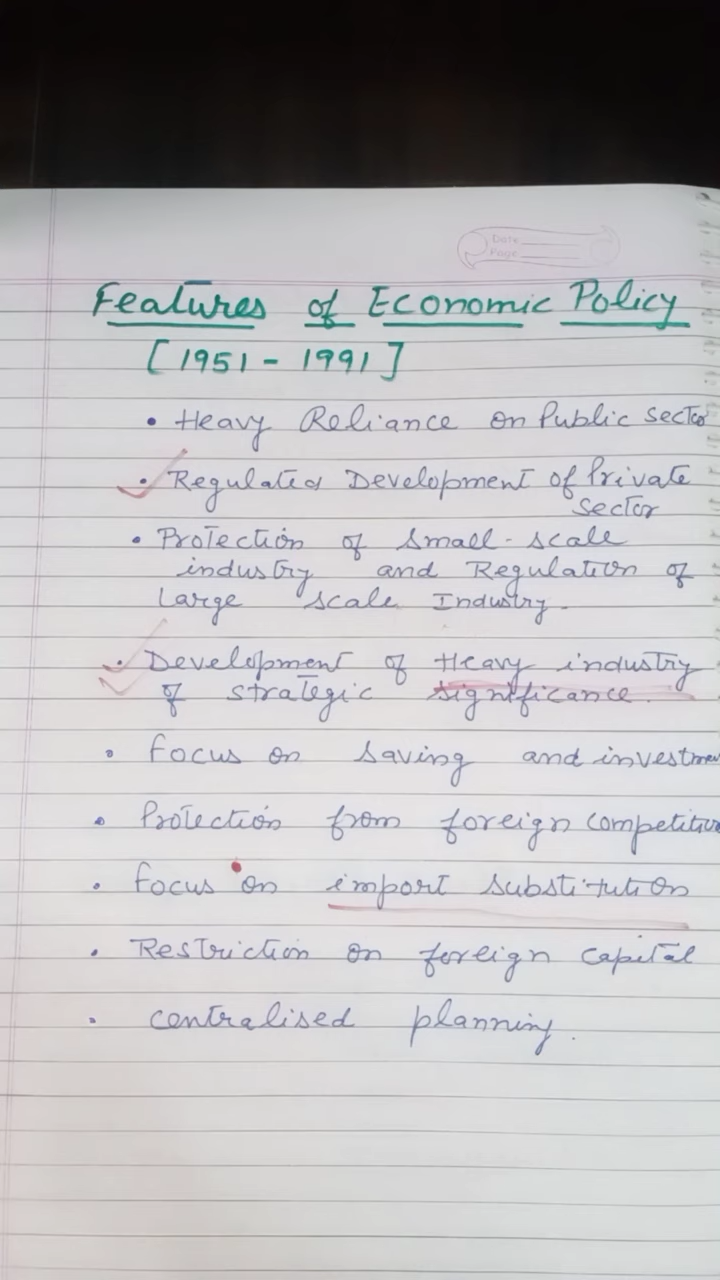 Date
Page
Features of Economic Policy
[1951 - 1991]
• Heavy Reliance on Public Sector
• Regulated Development of Private
Sector
• Protection of Small-scale
industry and Regulation of
Large scale Industry.
• Development of Heavy industry
of strategic significance.
• Focus on Saving and investmen
• Protection from foreign competition
• Focus on import substitution
• Restriction on foreign capital
• centralised planning.